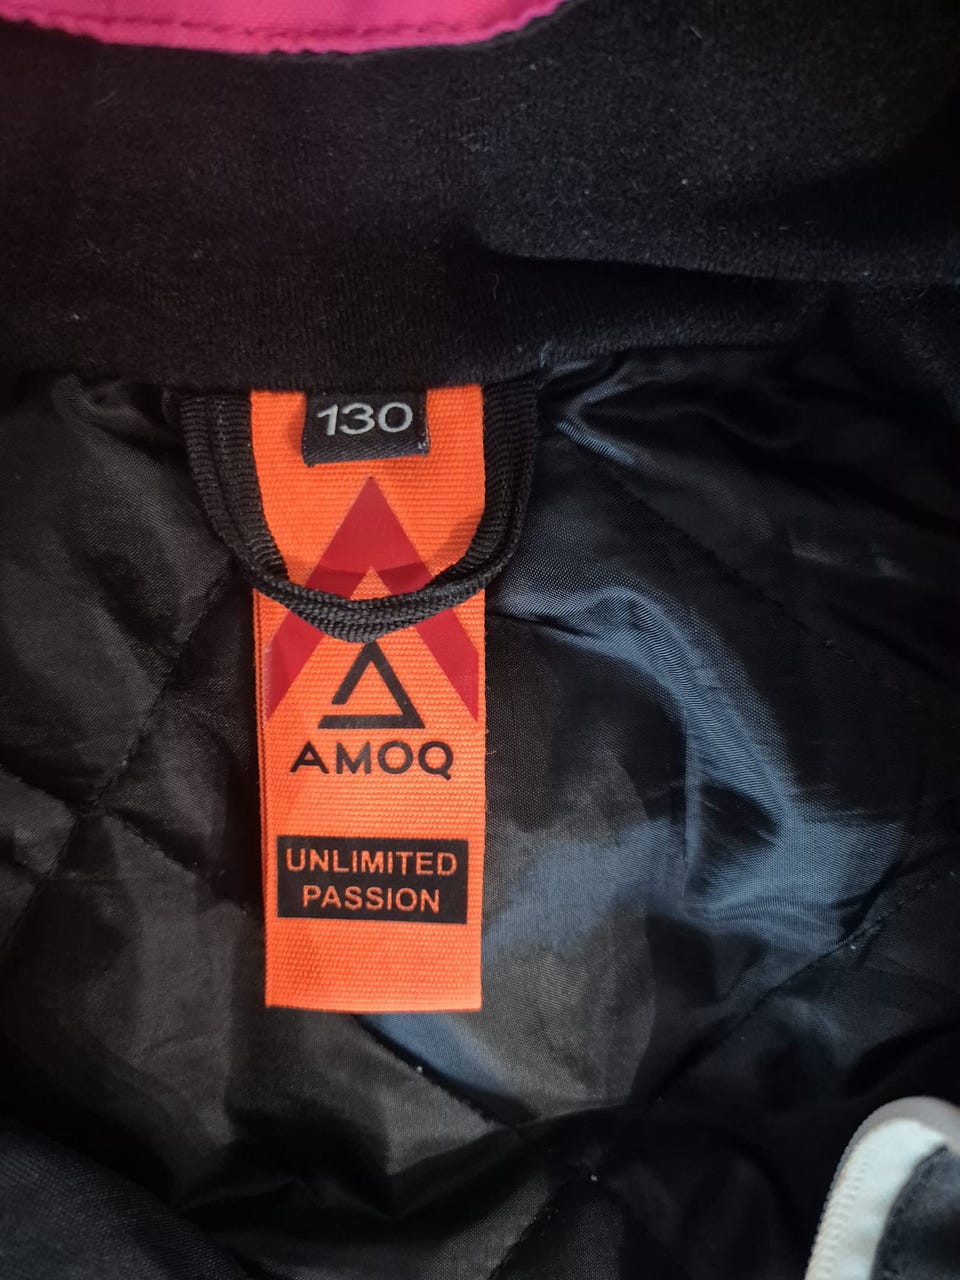 130
AMOQ
UNLIMITED
PASSION